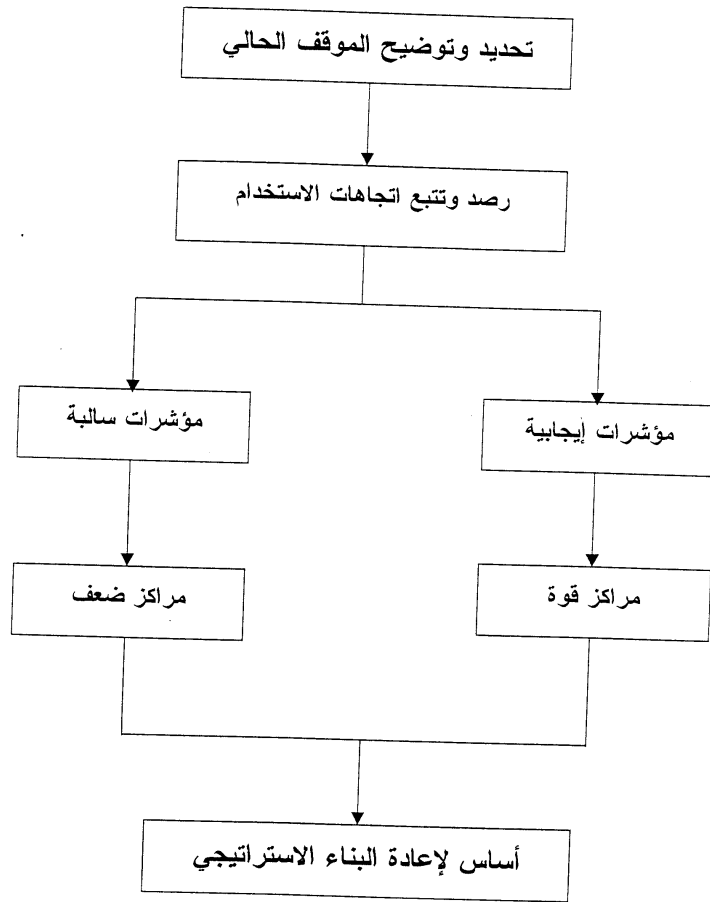 تحديد وتوضيح الموقف الحالي
رصد وتتبع اتجاهات الاستخدام
مؤشرات إيجابية
مؤشرات سالبة
مراكز قوة
مراكز ضعف
أساس لإعادة البناء الاستراتيجي